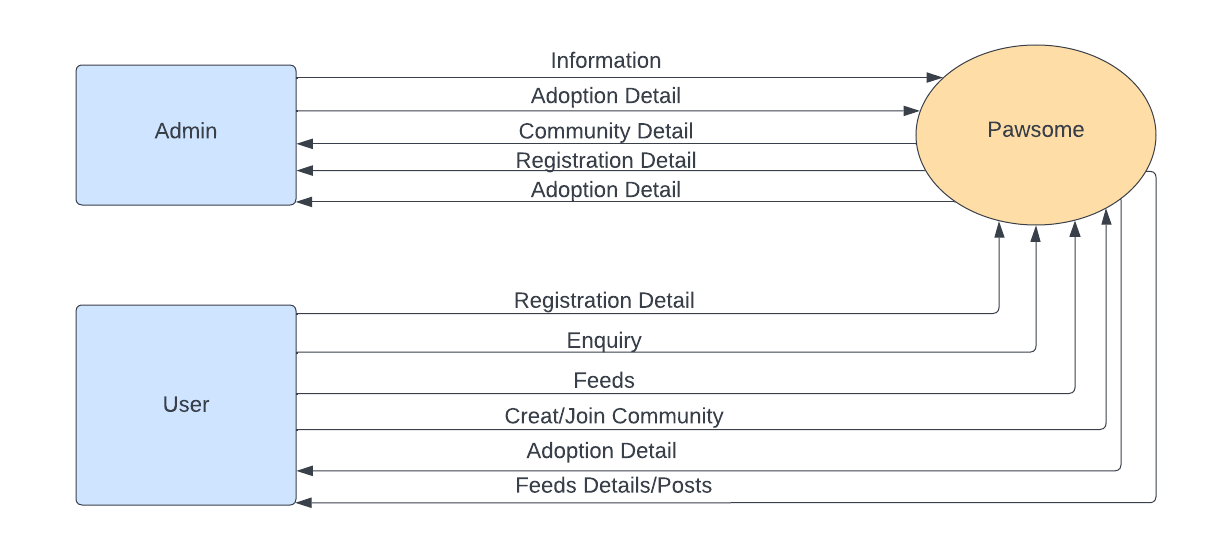 Information
Adoption Detail
Admin
Community Detail
Pawsome
Registration Detail
Adoption Detail
Registration Detail
Enquiry
Feeds
User
Creat/Join Community
Adoption Detail
Feeds Details/Posts